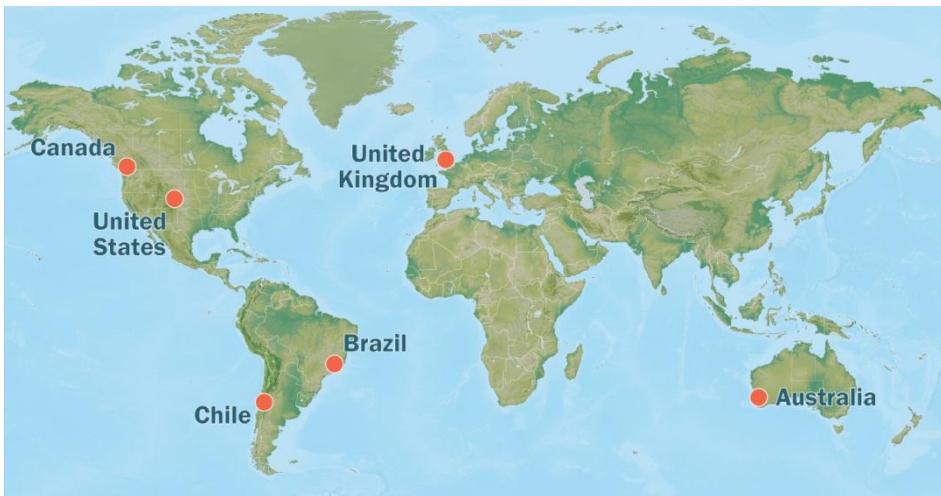 Canada
United
Kingdom
United
States
Brazil
Chile
Australia